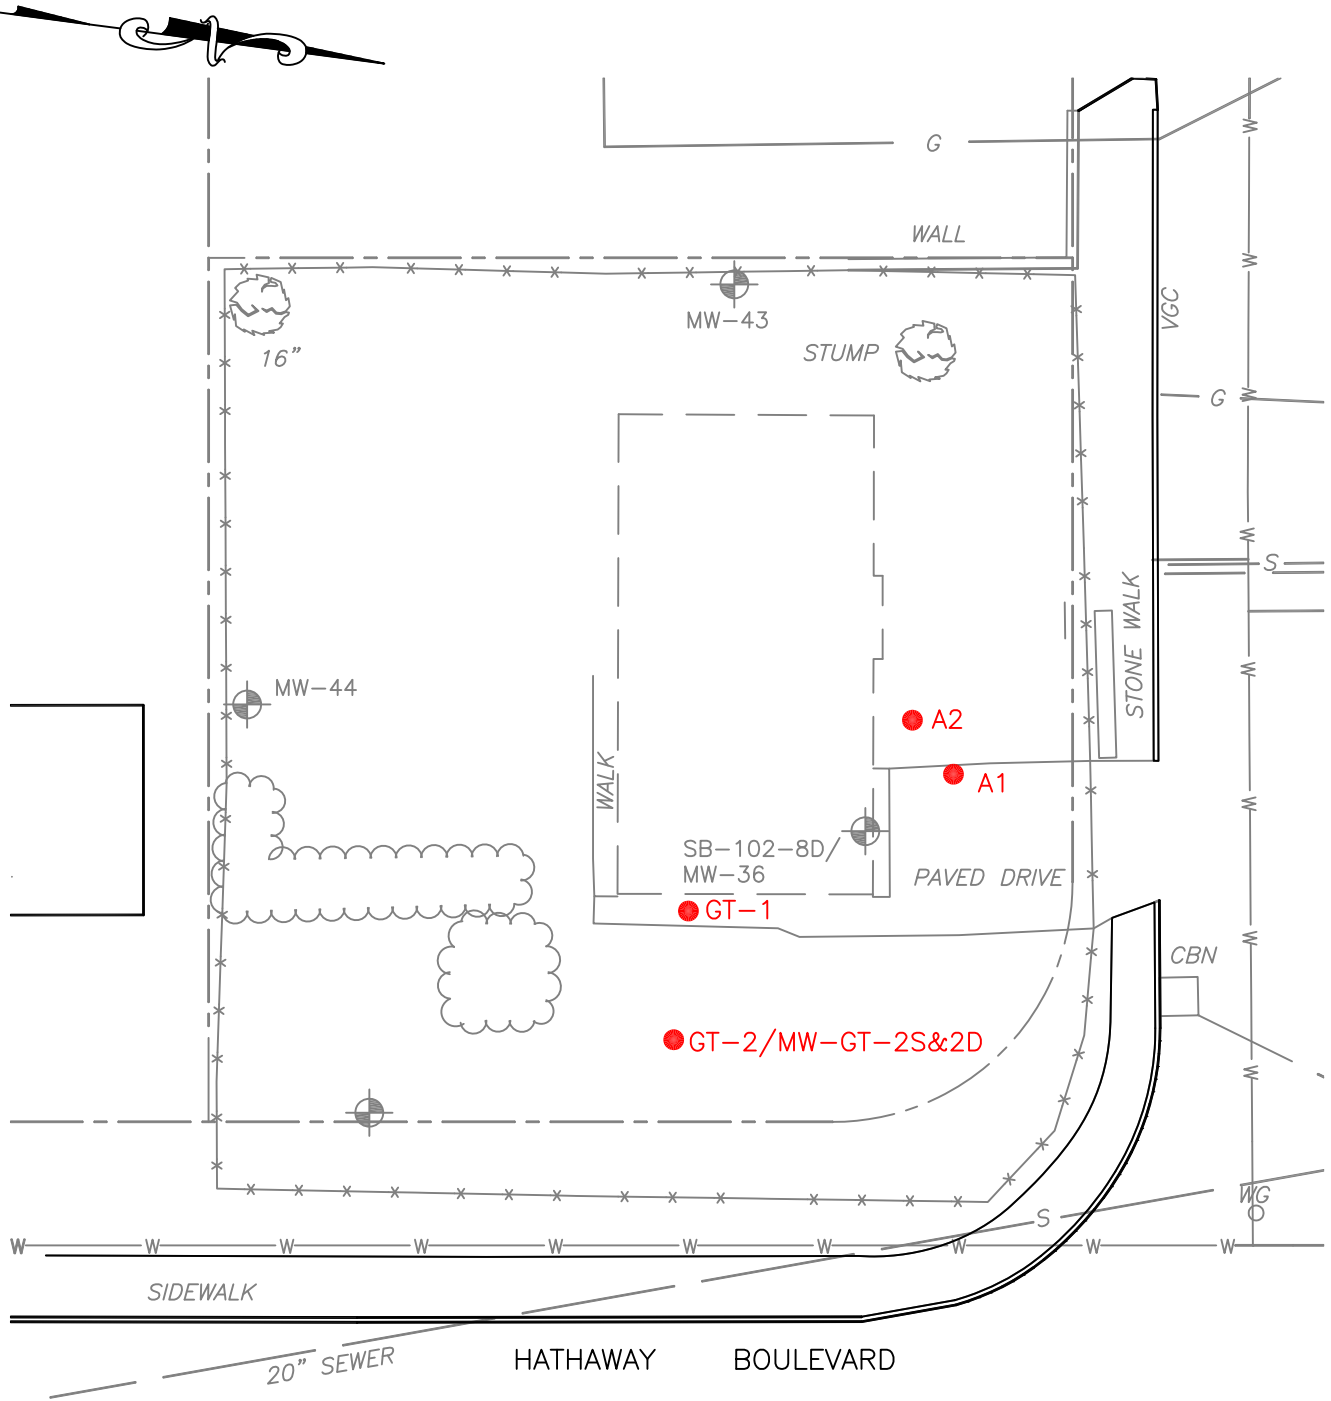 G
WALL
MW-43
VGC
STUMP
16"
G
S
STONE WALK
MW-44
A2
WALK
A1
SB-102-8D/
MW-36
PAVED DRIVE
GT-1
CBN
GT-2/MW-GT-2S&2D
WG
S
W W W W W W W W W W
W W W W W W W W
SIDEWALK
20" SEWER
HATHAWAY BOULEVARD